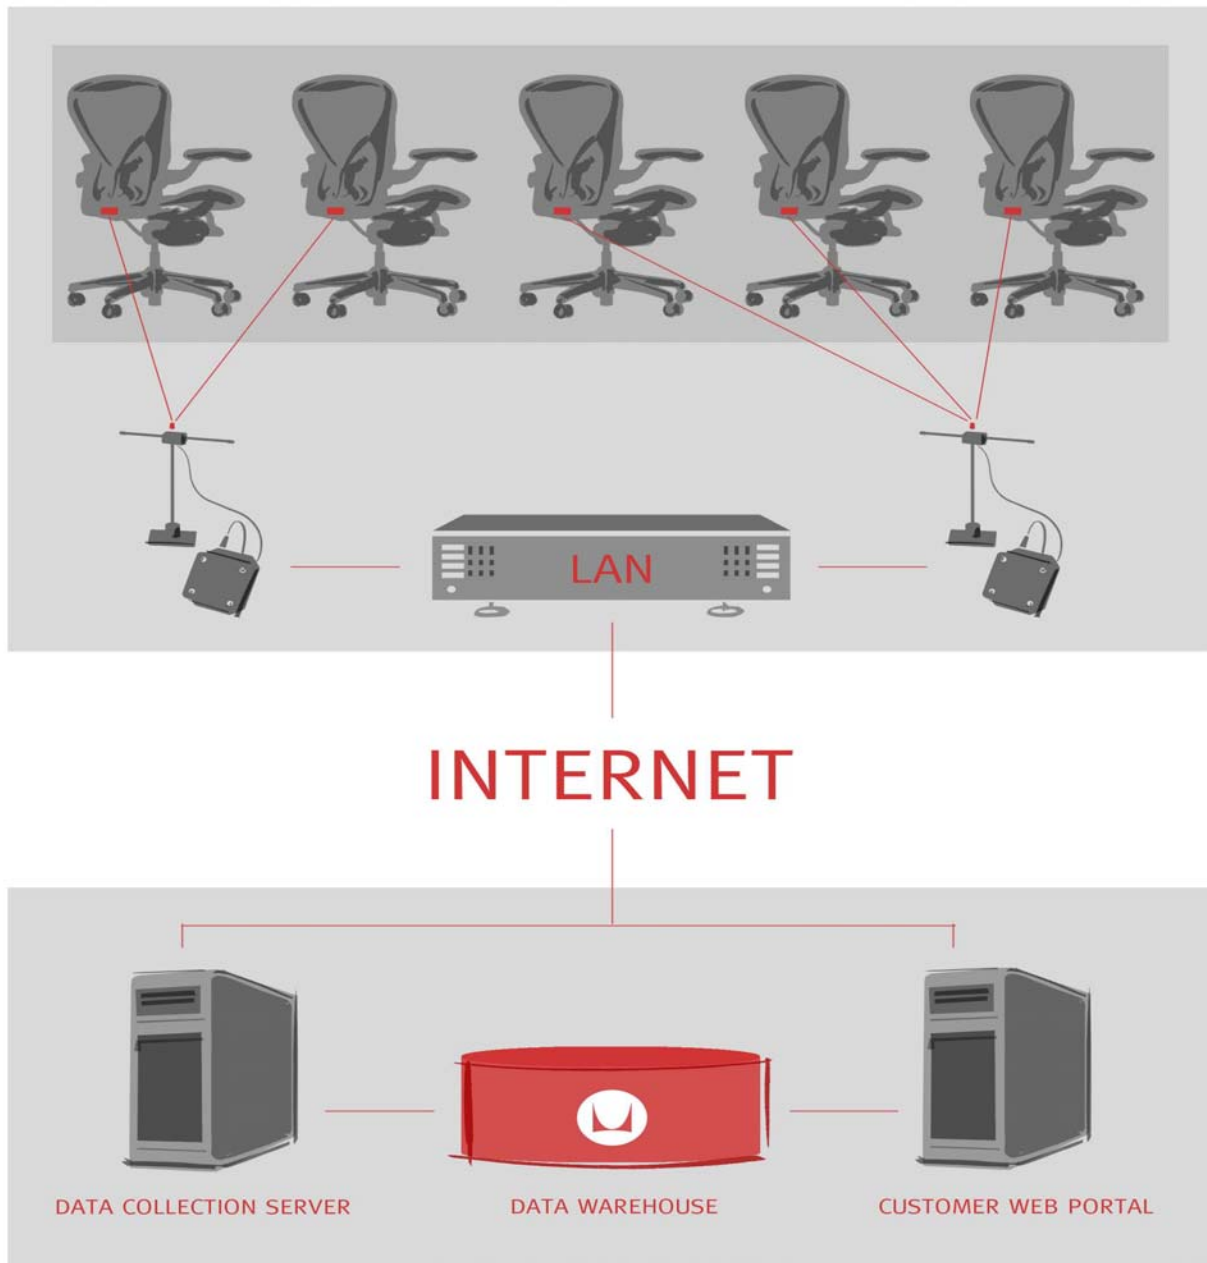 LAN
INTERNET
DATA COLLECTION SERVER
DATA WAREHOUSE
CUSTOMER WEB PORTAL